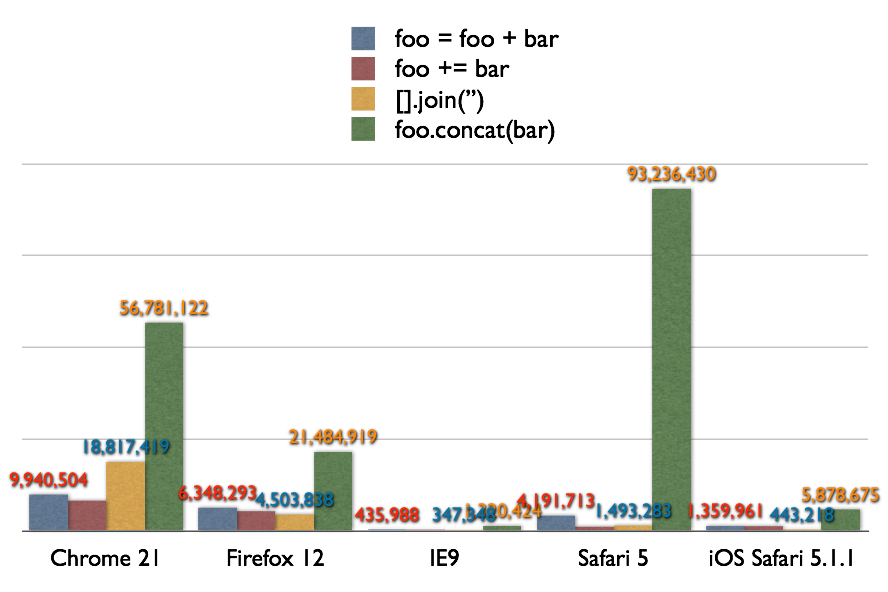 foo = foo + bar
foo += bar
[].join('')
foo.concat(bar)
93,236,430
56,781,122
21,484,919
18,817,419
9,940,504
6,348,293
4,503,838
435,988
347,348
4,191,713
1,493,283
1,359,961
443,218
5,878,675
Chrome 21
Firefox 12
IE9
Safari 5
iOS Safari 5.1.1